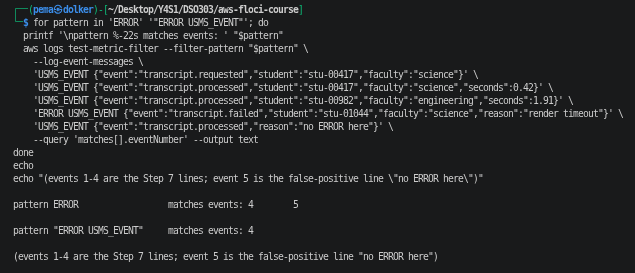 ┌──(pema㉿dolker)-[~/Desktop/Y4S1/DSO303/aws-floci-course]
└─$ for pattern in 'ERROR' '"ERROR USMS_EVENT"'; do
  printf '\npattern %-22s matches events: ' "$pattern"
  aws logs test-metric-filter --filter-pattern "$pattern" \
    --log-event-messages \
    'USMS_EVENT {"event":"transcript.requested","student":"stu-00417","faculty":"science"}' \
    'USMS_EVENT {"event":"transcript.processed","student":"stu-00417","faculty":"science","seconds":0.42}' \
    'USMS_EVENT {"event":"transcript.processed","student":"stu-00982","faculty":"engineering","seconds":1.91}' \
    'ERROR USMS_EVENT {"event":"transcript.failed","student":"stu-01044","faculty":"science","reason":"render timeout"}' \
    'USMS_EVENT {"event":"transcript.processed","reason":"no ERROR here"}' \
    --query 'matches[].eventNumber' --output text
done
echo
echo "(events 1-4 are the Step 7 lines; event 5 is the false-positive line \"no ERROR here\")"
pattern ERROR                  matches events: 4        5
pattern "ERROR USMS_EVENT"     matches events: 4
(events 1-4 are the Step 7 lines; event 5 is the false-positive line "no ERROR here")